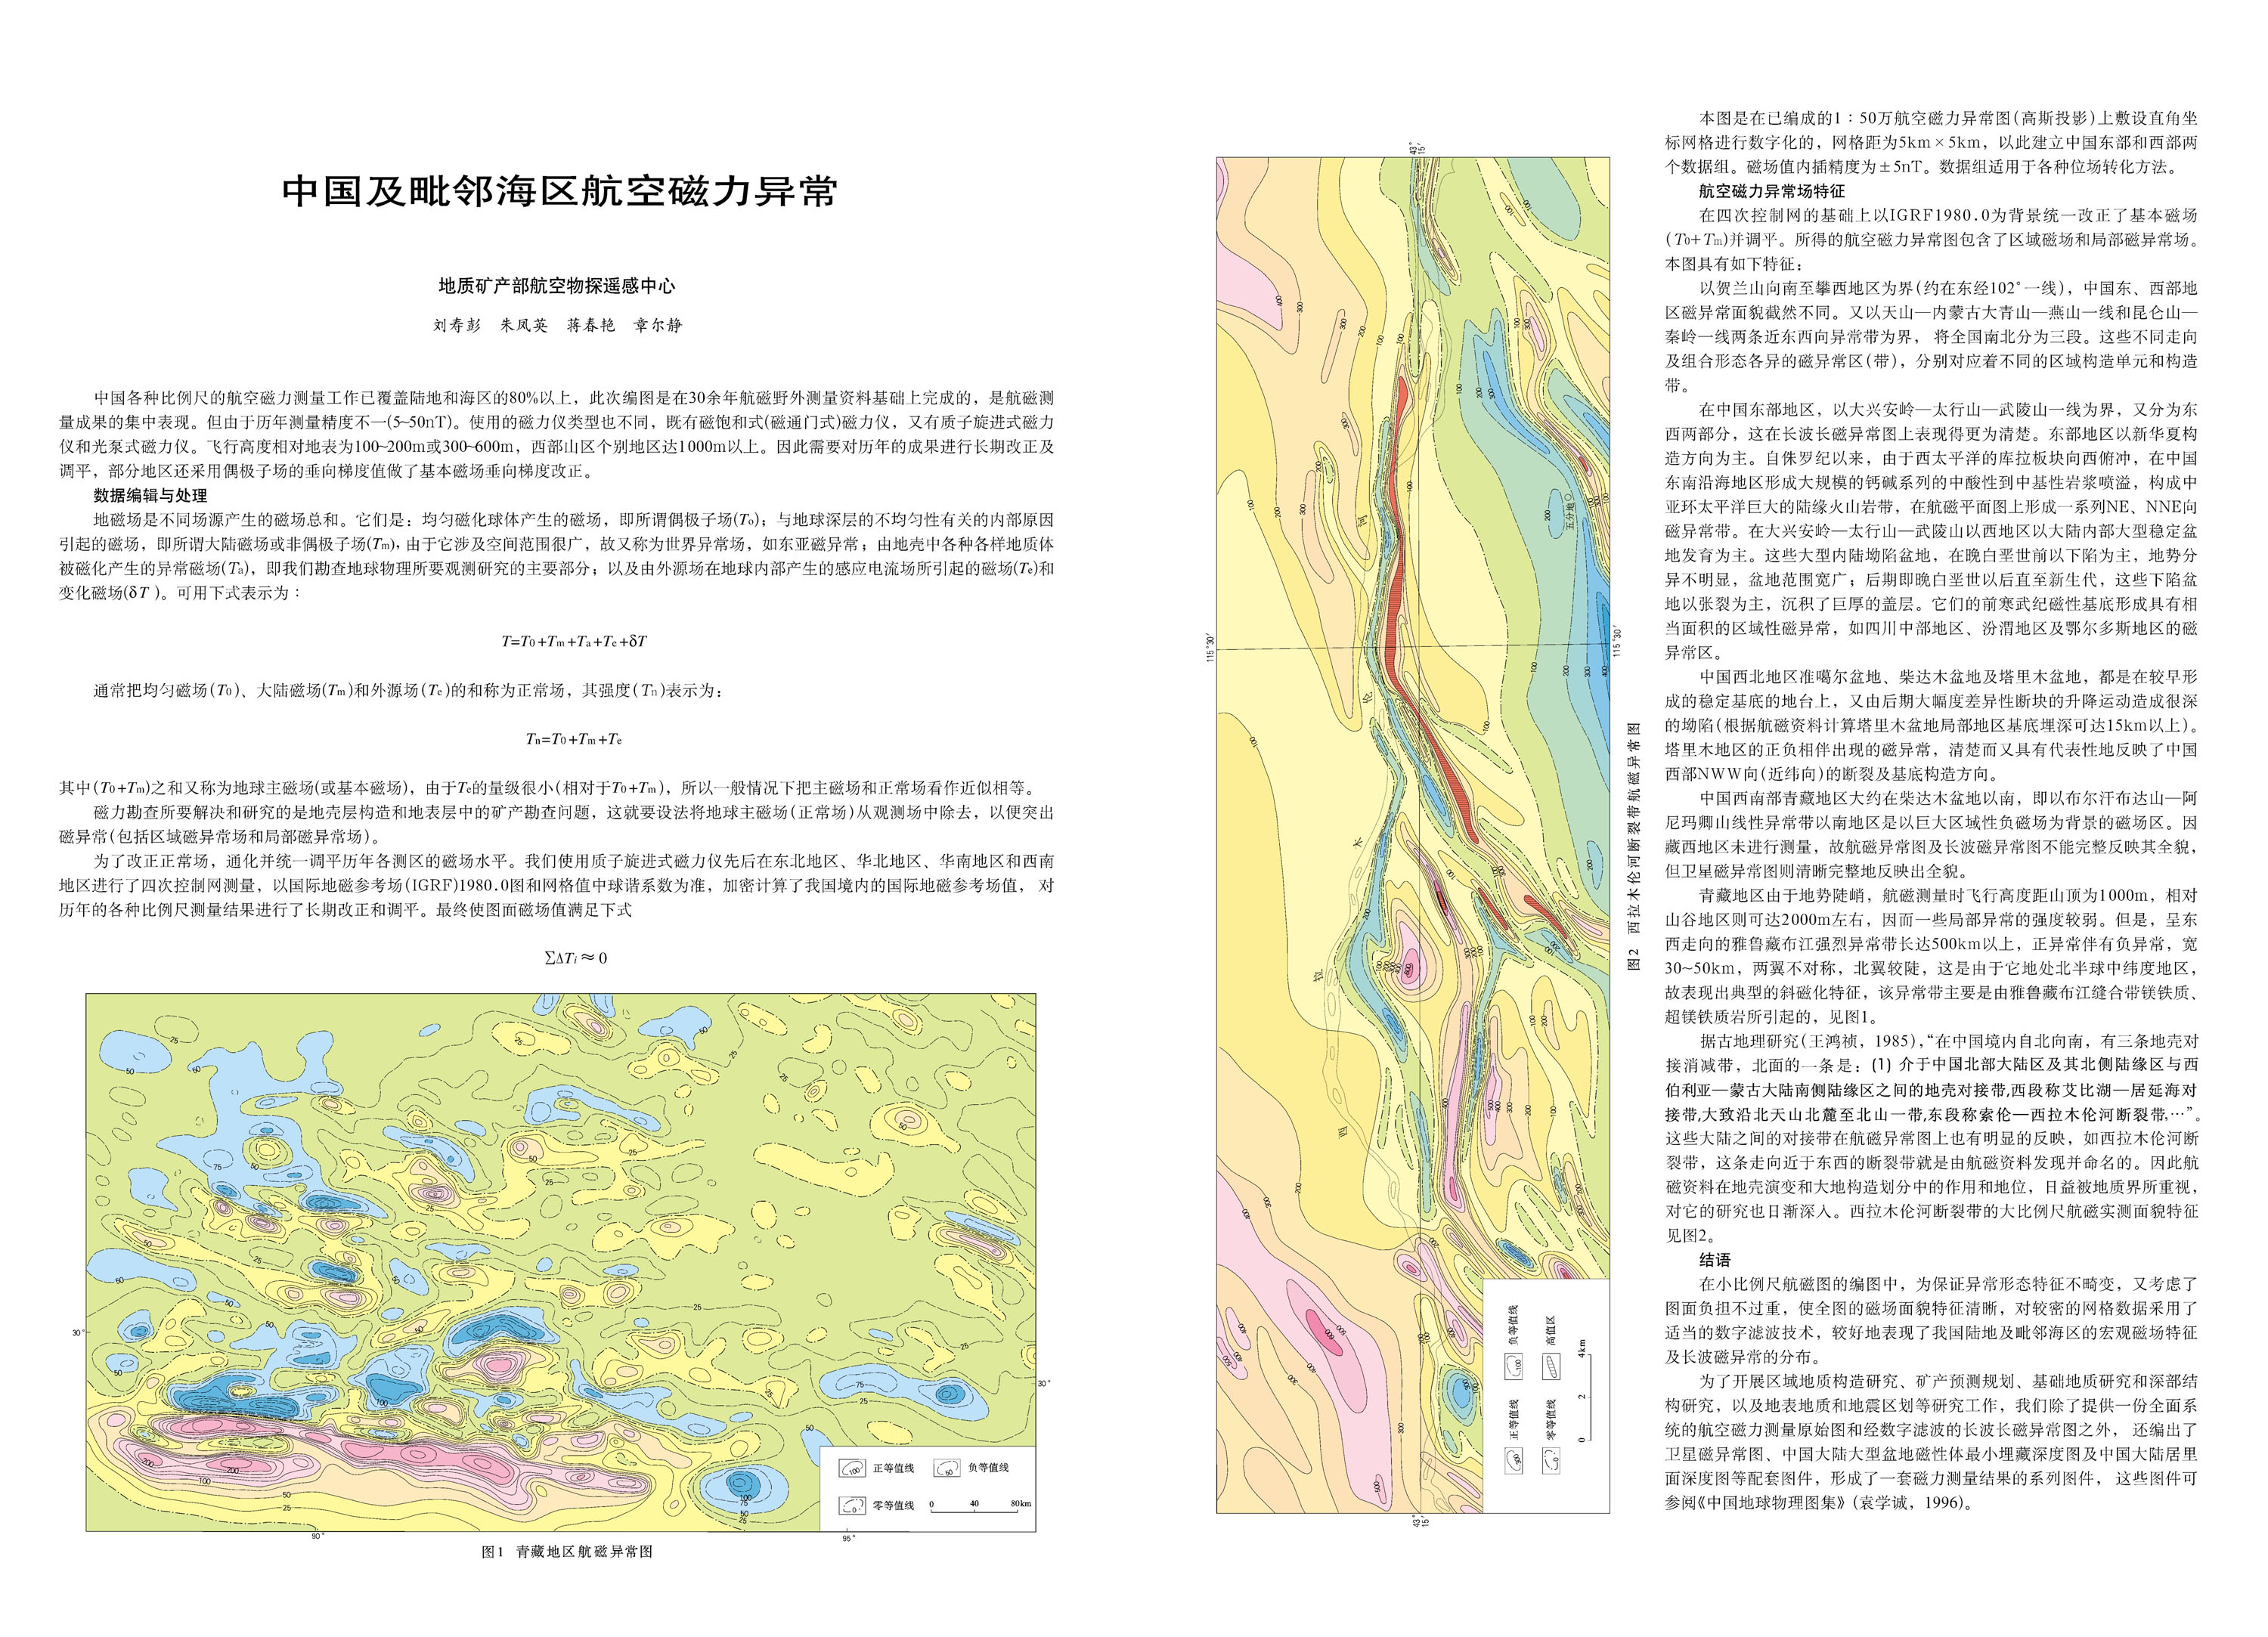 中国及毗邻海区航空磁力异常
地质矿产部航空物探遥感中心
刘寿彭　朱凤英　蒋春艳　章尔静
中国各种比例尺的航空磁力测量工作已覆盖陆地和海区的80%以上，此次编图是在30余年航磁野外测量资料基础上完成的，是航磁测
量成果的集中表现。但由于历年测量精度不一(5~50nT)。使用的磁力仪类型也不同，既有磁饱和式(磁通门式)磁力仪，又有质子旋进式磁力
仪和光泵式磁力仪。飞行高度相对地表为100~200m或300~600m，西部山区个别地区达1000m以上。因此需要对历年的成果进行长期改正及
调平，部分地区还采用偶极子场的垂向梯度值做了基本磁场垂向梯度改正。
数据编辑与处理
地磁场是不同场源产生的磁场总和。它们是：均匀磁化球体产生的磁场，即所谓偶极子场(T₀)；与地球深层的不均匀性有关的内部原因
引起的磁场，即所谓大陆磁场或非偶极子场(Tm)，由于它涉及空间范围很广，故又称为世界异常场，如东亚磁异常；由地壳中各种各样地质体
被磁化产生的异常磁场(Ta)，即我们勘查地球物理所要观测研究的主要部分；以及由外源场在地球内部产生的感应电流场所引起的磁场(Te)和
变化磁场(δT )。可用下式表示为：
T=T₀+Tm+Ta+Te+δT
通常把均匀磁场(T₀)、大陆磁场(Tm)和外源场(Te)的和称为正常场，其强度(Tn)表示为：
Tn=T₀+Tm+Te
其中(T₀+Tm)之和又称为地球主磁场(或基本磁场)，由于Te的量级很小(相对于T₀+Tm)，所以一般情况下把主磁场和正常场看作近似相等。
磁力勘查所要解决和研究的是地壳层构造和地表层中的矿产勘查问题，这就要设法将地球主磁场(正常场)从观测场中除去，以便突出
磁异常(包括区域磁异常场和局部磁异常场)。
为了改正正常场，通化并统一调平历年各测区的磁场水平。我们使用质子旋进式磁力仪先后在东北地区、华北地区、华南地区和西南
地区进行了四次控制网测量，以国际地磁参考场(IGRF)1980.0图和网格值中球谐系数为准，加密计算了我国境内的国际地磁参考场值，对
历年的各种比例尺测量结果进行了长期改正和调平。最终使图面磁场值满足下式
∑ΔTi ≈ 0
30°
30°
90°
95°
正等值线
负等值线
零等值线
0　40　80km
图1　青藏地区航磁异常图
43°15′
115°30′
115°30′
五分地
西
拉
木
43°15′
正等值线
负等值线
零等值线
高值区
0　2　4km
图2　西拉木伦河断裂带航磁异常图
本图是在已编成的1：50万航空磁力异常图(高斯投影)上敷设直角坐
标网格进行数字化的，网格距为5km×5km，以此建立中国东部和西部两
个数据组。磁场值内插精度为±5nT。数据组适用于各种位场转化方法。
航空磁力异常场特征
在四次控制网的基础上以IGRF1980.0为背景统一改正了基本磁场
(T₀+Tm)并调平。所得的航空磁力异常图包含了区域磁场和局部磁异常场。
本图具有如下特征：
以贺兰山向南至攀西地区为界(约在东经102°一线)，中国东、西部地
区磁异常面貌截然不同。又以天山—内蒙古大青山—燕山一线和昆仑山—
秦岭一线两条近东西向异常带为界，将全国南北分为三段。这些不同走向
及组合形态各异的磁异常区(带)，分别对应着不同的区域构造单元和构造
带。
在中国东部地区，以大兴安岭—太行山—武陵山一线为界，又分为东
西两部分，这在长波长磁异常图上表现得更为清楚。东部地区以新华夏构
造方向为主。自侏罗纪以来，由于西太平洋的库拉板块向西俯冲，在中国
东南沿海地区形成大规模的钙碱系列的中酸性到中基性岩浆喷溢，构成中
亚环太平洋巨大的陆缘火山岩带，在航磁平面图上形成一系列NE、NNE向
磁异常带。在大兴安岭—太行山—武陵山以西地区以大陆内部大型稳定盆
地发育为主。这些大型内陆坳陷盆地，在晚白垩世前以下陷为主，地势分
异不明显，盆地范围宽广；后期即晚白垩世以后直至新生代，这些下陷盆
地以张裂为主，沉积了巨厚的盖层。它们的前寒武纪磁性基底形成具有相
当面积的区域性磁异常，如四川中部地区、汾渭地区及鄂尔多斯地区的磁
异常区。
中国西北地区准噶尔盆地、柴达木盆地及塔里木盆地，都是在较早形
成的稳定基底的地台上，又由后期大幅度差异性断块的升降运动造成很深
的坳陷(根据航磁资料计算塔里木盆地局部地区基底埋深可达15km以上)。
塔里木地区的正负相伴出现的磁异常，清楚而又具有代表性地反映了中国
西部NWW向(近纬向)的断裂及基底构造方向。
中国西南部青藏地区大约在柴达木盆地以南，即以布尔汗布达山—阿
尼玛卿山线性异常带以南地区是以巨大区域性负磁场为背景的磁场区。因
藏西地区未进行测量，故航磁异常图及长波磁异常图不能完整反映其全貌，
但卫星磁异常图则清晰完整地反映出全貌。
青藏地区由于地势陡峭，航磁测量时飞行高度距山顶为1000m，相对
山谷地区则可达2000m左右，因而一些局部异常的强度较弱。但是，呈东
西走向的雅鲁藏布江强烈异常带长达500km以上，正异常伴有负异常，宽
30~50km，两翼不对称，北翼较陡，这是由于它地处北半球中纬度地区，
故表现出典型的斜磁化特征，该异常带主要是由雅鲁藏布江缝合带镁铁质、
超镁铁质岩所引起的，见图1。
据古地理研究(王鸿祯，1985)，“在中国境内自北向南，有三条地壳对
接消减带，北面的一条是：(1) 介于中国北部大陆区及其北侧陆缘区与西
伯利亚—蒙古大陆南侧陆缘区之间的地壳对接带,西段称艾比湖—居延海对
接带,大致沿北天山北麓至北山一带,东段称索伦—西拉木伦河断裂带,…”。
这些大陆之间的对接带在航磁异常图上也有明显的反映，如西拉木伦河断
裂带，这条走向近于东西的断裂带就是由航磁资料发现并命名的。因此航
磁资料在地壳演变和大地构造划分中的作用和地位，日益被地质界所重视，
对它的研究也日渐深入。西拉木伦河断裂带的大比例尺航磁实测面貌特征
见图2。
结语
在小比例尺航磁图的编图中，为保证异常形态特征不畸变，又考虑了
图面负担不过重，使全图的磁场面貌特征清晰，对较密的网格数据采用了
适当的数字滤波技术，较好地表现了我国陆地及毗邻海区的宏观磁场特征
及长波磁异常的分布。
为了开展区域地质构造研究、矿产预测规划、基础地质研究和深部结
构研究，以及地表地质和地震区划等研究工作，我们除了提供一份全面系
统的航空磁力测量原始图和经数字滤波的长波长磁异常图之外，还编出了
卫星磁异常图、中国大陆大型盆地磁性体最小埋藏深度图及中国大陆居里
面深度图等配套图件，形成了一套磁力测量结果的系列图件，这些图件可
参阅《中国地球物理图集》(袁学诚，1996)。